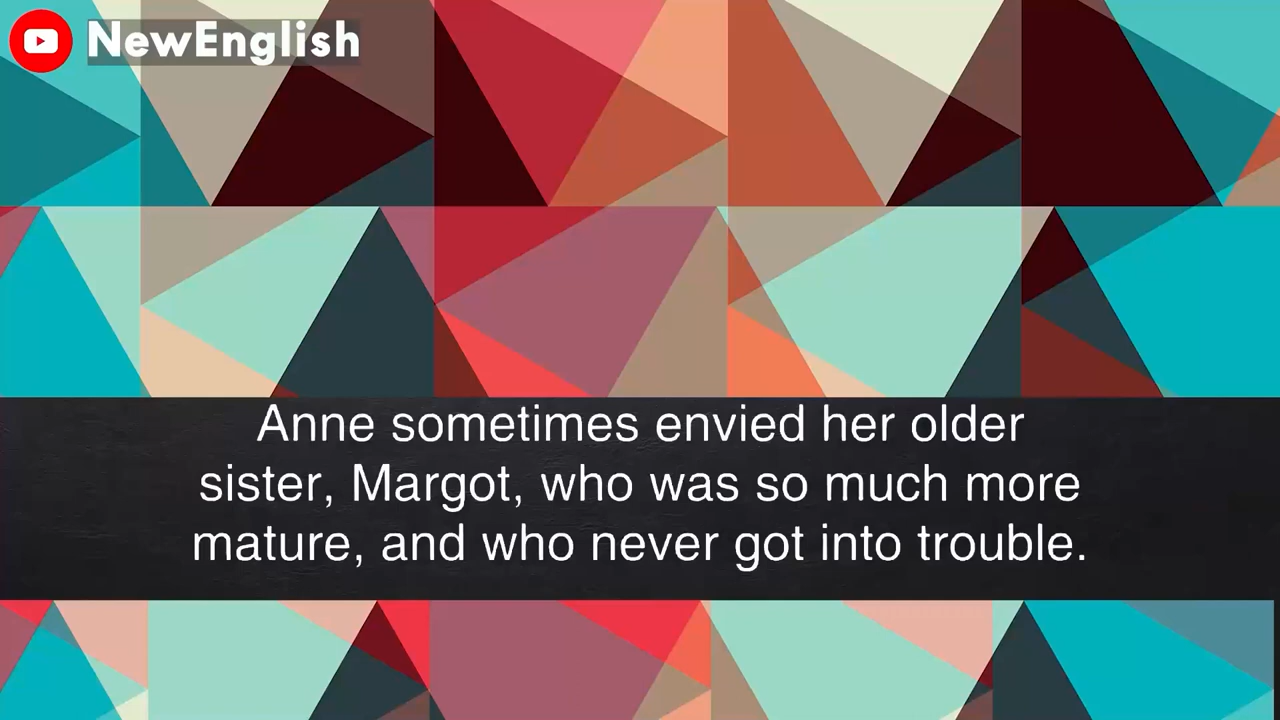 NewEnglish
Anne sometimes envied her older
sister, Margot, who was so much more
mature, and who never got into trouble.